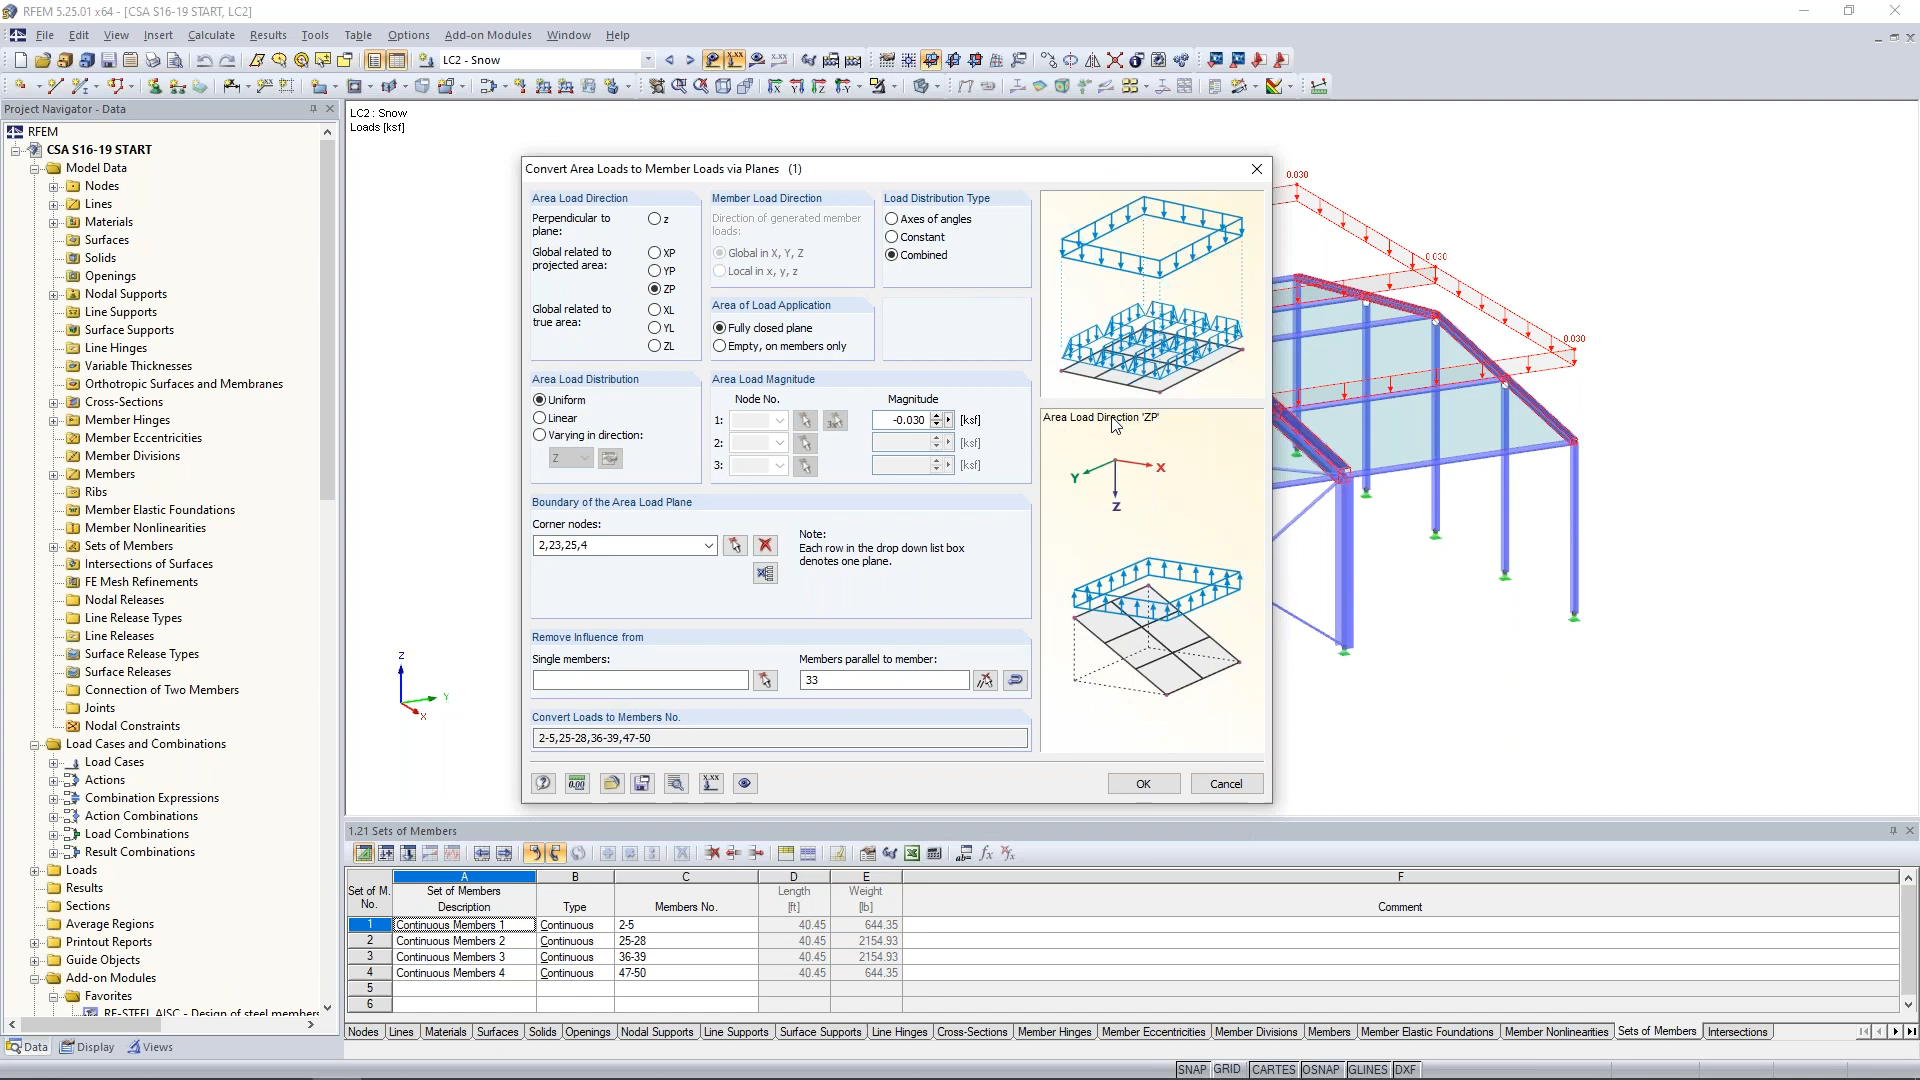 RFEM 5.25.01 x64 - [CSA S16-19 START, LC2]
File Edit View Insert Calculate Results Tools Table Options Add-on Modules Window Help
LC2 - Snow
Project Navigator - Data
RFEM
CSA S16-19 START
Model Data
Nodes
Lines
Materials
Surfaces
Solids
Openings
Nodal Supports
Line Supports
Surface Supports
Line Hinges
Variable Thicknesses
Orthotropic Surfaces and Membranes
Cross-Sections
Member Hinges
Member Eccentricities
Member Divisions
Members
Ribs
Member Elastic Foundations
Member Nonlinearities
Sets of Members
Intersections of Surfaces
FE Mesh Refinements
Nodal Releases
Line Release Types
Line Releases
Surface Release Types
Surface Releases
Connection of Two Members
Joints
Nodal Constraints
Load Cases and Combinations
Load Cases
Actions
Combination Expressions
Action Combinations
Load Combinations
Result Combinations
Loads
Results
Sections
Average Regions
Printout Reports
Guide Objects
Add-on Modules
Favorites
RF-STEEL AISC - Design of steel members
Data Display Views
LC2 : Snow
Loads [ksf]
Z
Y
X
0.030
0.030
0.030
Convert Area Loads to Member Loads via Planes (1)
Area Load Direction
Perpendicular to
plane:
z
Global related to
projected area:
XP
YP
ZP
Global related to
true area:
XL
YL
ZL
Member Load Direction
Direction of generated member
loads:
Global in X, Y, Z
Local in x, y, z
Area of Load Application
Fully closed plane
Empty, on members only
Load Distribution Type
Axes of angles
Constant
Combined
Area Load Distribution
Uniform
Linear
Varying in direction:
Z
Area Load Magnitude
Node No. Magnitude
1: 3x -0.030 [ksf]
2: [ksf]
3: [ksf]
Boundary of the Area Load Plane
Corner nodes:
2,23,25,4
Note:
Each row in the drop down list box
denotes one plane.
Remove Influence from
Single members:
Members parallel to member:
33
Convert Loads to Members No.
2-5,25-28,36-39,47-50
0.00
X.XX
OK Cancel
Area Load Direction 'ZP'
Y X
Z
1.21 Sets of Members
A B C D E F
Set of M. Set of Members Length Weight
No. Description Type Members No. [ft] [lb] Comment
1 Continuous Members 1 Continuous 2-5 40.45 644.35
2 Continuous Members 2 Continuous 25-28 40.45 2154.93
3 Continuous Members 3 Continuous 36-39 40.45 2154.93
4 Continuous Members 4 Continuous 47-50 40.45 644.35
5
6
Nodes Lines Materials Surfaces Solids Openings Nodal Supports Line Supports Surface Supports Line Hinges Cross-Sections Member Hinges Member Eccentricities Member Divisions Members Member Elastic Foundations Member Nonlinearities Sets of Members Intersections
SNAP GRID CARTES OSNAP GLINES DXF